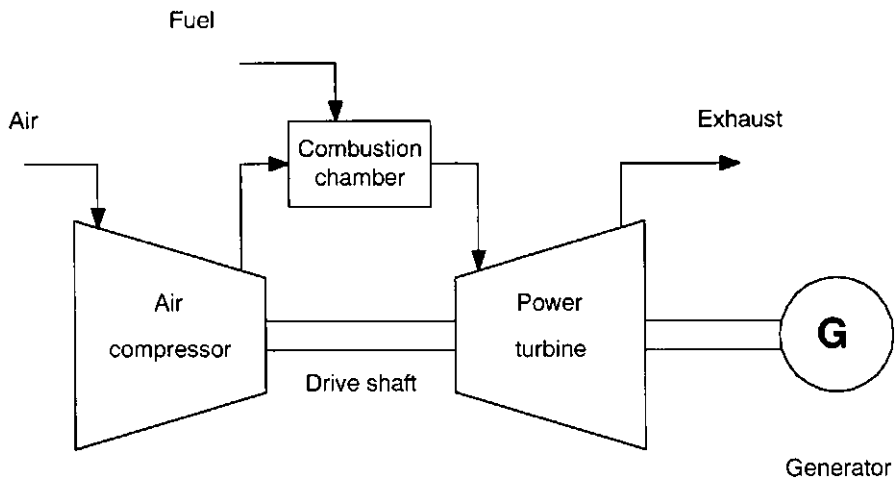 Fuel
Air
Exhaust
Combustion
chamber
Air
compressor
Power
turbine
G
Drive shaft
Generator